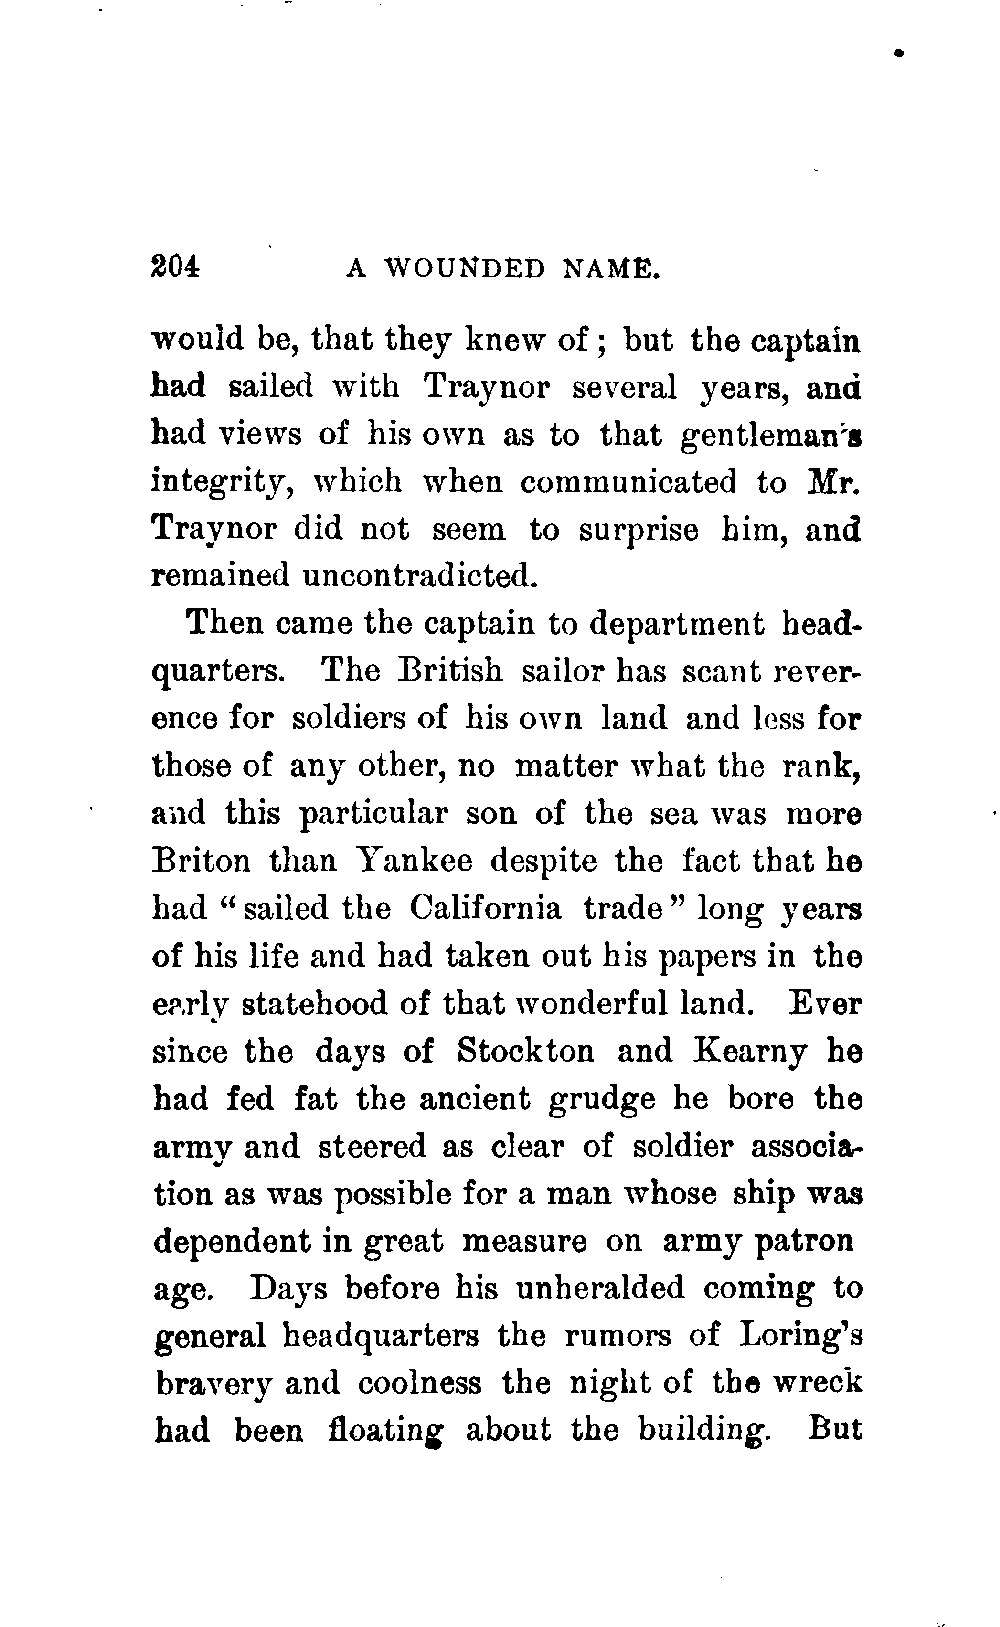 204 A WOUNDED NAME.
would be, that they knew of; but the captain
had sailed with Traynor several years, and
had views of his own as to that gentleman's
integrity, which when communicated to Mr.
Traynor did not seem to surprise him, and
remained uncontradicted.
Then came the captain to department head-
quarters. The British sailor has scant rever-
ence for soldiers of his own land and less for
those of any other, no matter what the rank,
and this particular son of the sea was more
Briton than Yankee despite the fact that he
had "sailed the California trade" long years
of his life and had taken out his papers in the
early statehood of that wonderful land. Ever
since the days of Stockton and Kearny he
had fed fat the ancient grudge he bore the
army and steered as clear of soldier associa-
tion as was possible for a man whose ship was
dependent in great measure on army patron
age. Days before his unheralded coming to
general headquarters the rumors of Loring's
bravery and coolness the night of the wreck
had been floating about the building. But